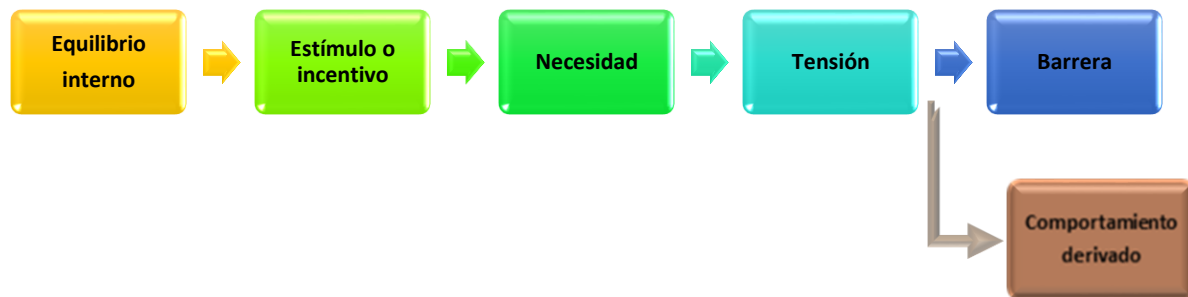 Equilibrio
interno
Estímulo o
incentivo
Necesidad
Tensión
Barrera
Comportamiento
derivado